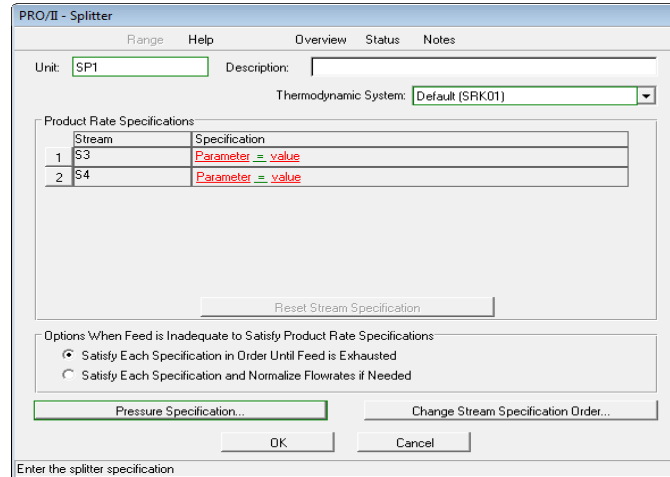 PRO/II - Splitter
Range Help Overview Status Notes
Unit: SP1 Description:
Thermodynamic System: Default (SRK01)
Product Rate Specifications
Stream Specification
1 S3 Parameter = value
2 S4 Parameter = value
Reset Stream Specification
Options When Feed is Inadequate to Satisfy Product Rate Specifications
Satisfy Each Specification in Order Until Feed is Exhausted
Satisfy Each Specification and Normalize Flowrates if Needed
Pressure Specification... Change Stream Specification Order...
OK Cancel
Enter the splitter specification